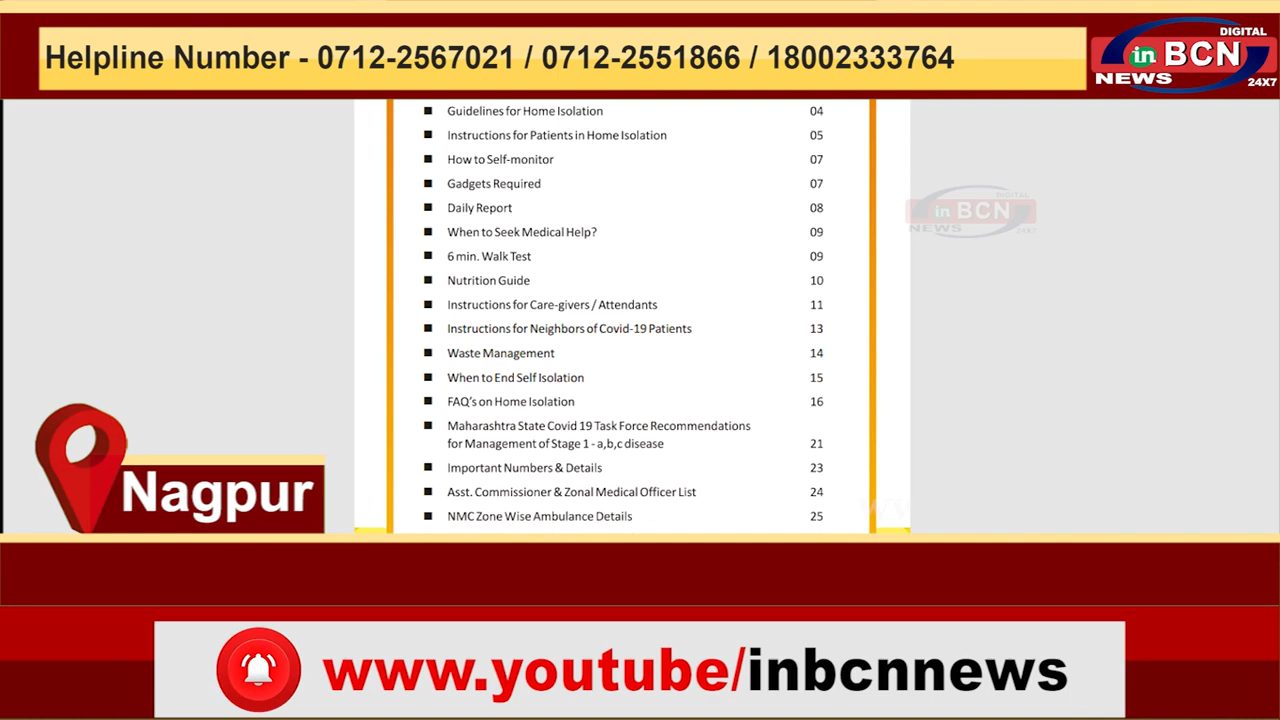 Helpline Number - 0712-2567021 / 0712-2551866 / 18002333764
DIGITAL
in BCN
NEWS
24X7
Guidelines for Home Isolation 04
Instructions for Patients in Home Isolation 05
How to Self-monitor 07
Gadgets Required 07
Daily Report 08
When to Seek Medical Help? 09
6 min. Walk Test 09
Nutrition Guide 10
Instructions for Care-givers / Attendants 11
Instructions for Neighbors of Covid-19 Patients 13
Waste Management 14
When to End Self Isolation 15
FAQ's on Home Isolation 16
Maharashtra State Covid 19 Task Force Recommendations
for Management of Stage 1 - a,b,c disease 21
Important Numbers & Details 23
Asst. Commissioner & Zonal Medical Officer List 24
NMC Zone Wise Ambulance Details 25
DIGITAL
in BCN
NEWS
24X7
Nagpur
www.youtube/inbcnnews